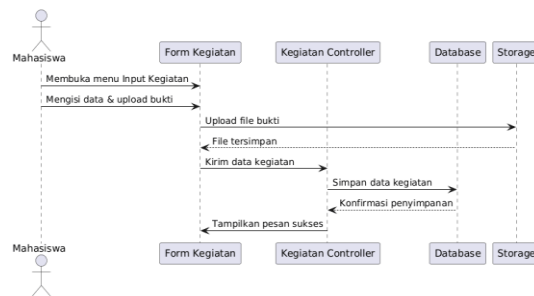 Mahasiswa
Form Kegiatan
Kegiatan Controller
Database
Storage
Membuka menu Input Kegiatan
Mengisi data & upload bukti
Upload file bukti
File tersimpan
Kirim data kegiatan
Simpan data kegiatan
Konfirmasi penyimpanan
Tampilkan pesan sukses
Mahasiswa
Form Kegiatan
Kegiatan Controller
Database
Storage